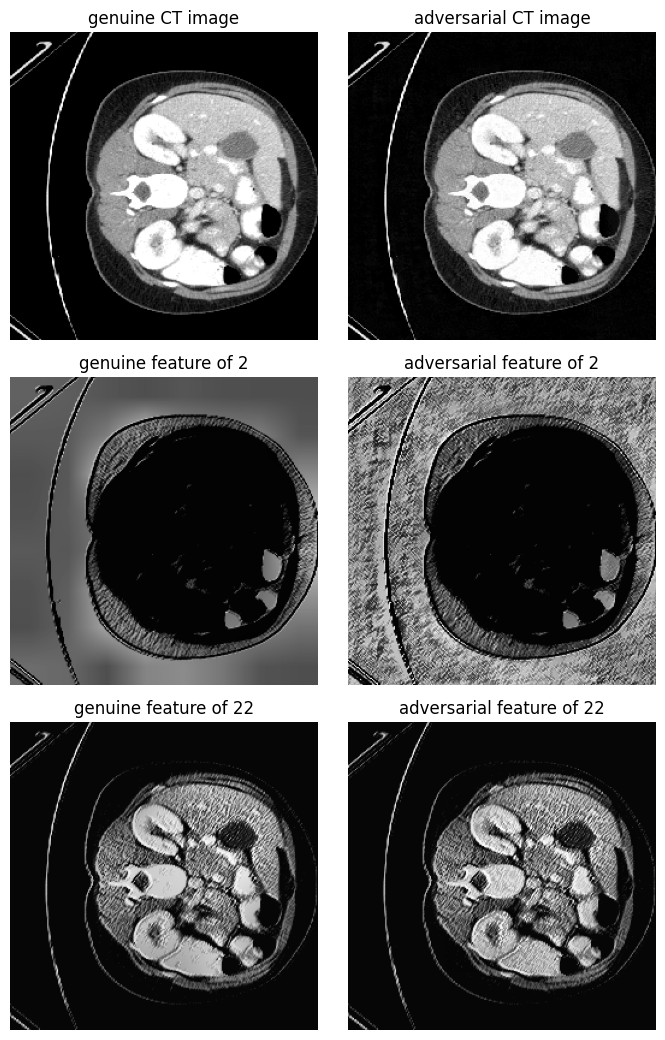 genuine CT image
adversarial CT image
genuine feature of 2
adversarial feature of 2
genuine feature of 22
adversarial feature of 22